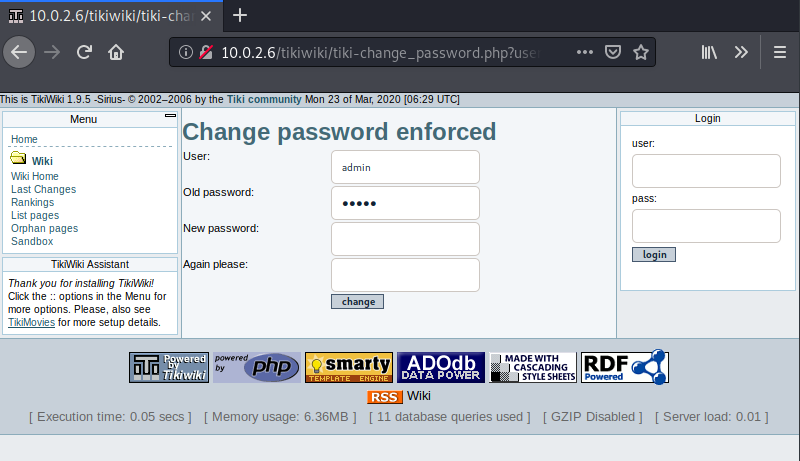 10.0.2.6/tikiwiki/tiki-cha
10.0.2.6/tikiwiki/tiki-change_password.php?user
This is TikiWiki 1.9.5 -Sirius- © 2002–2006 by the Tiki community Mon 23 of Mar, 2020 [06:29 UTC]
Menu
Home
Wiki
Wiki Home
Last Changes
Rankings
List pages
Orphan pages
Sandbox
TikiWiki Assistant
Thank you for installing TikiWiki!
Click the :: options in the Menu for
more options. Please, also see
TikiMovies for more setup details.
Change password enforced
User:
admin
Old password:
•••••
New password:
Again please:
change
Login
user:
pass:
login
Powered by Tikiwiki
powered by php
smarty TEMPLATE ENGINE
ADOdb DATA POWER
MADE WITH CASCADING STYLE SHEETS
RDF Powered
RSS Wiki
[ Execution time: 0.05 secs ] [ Memory usage: 6.36MB ] [ 11 database queries used ] [ GZIP Disabled ] [ Server load: 0.01 ]